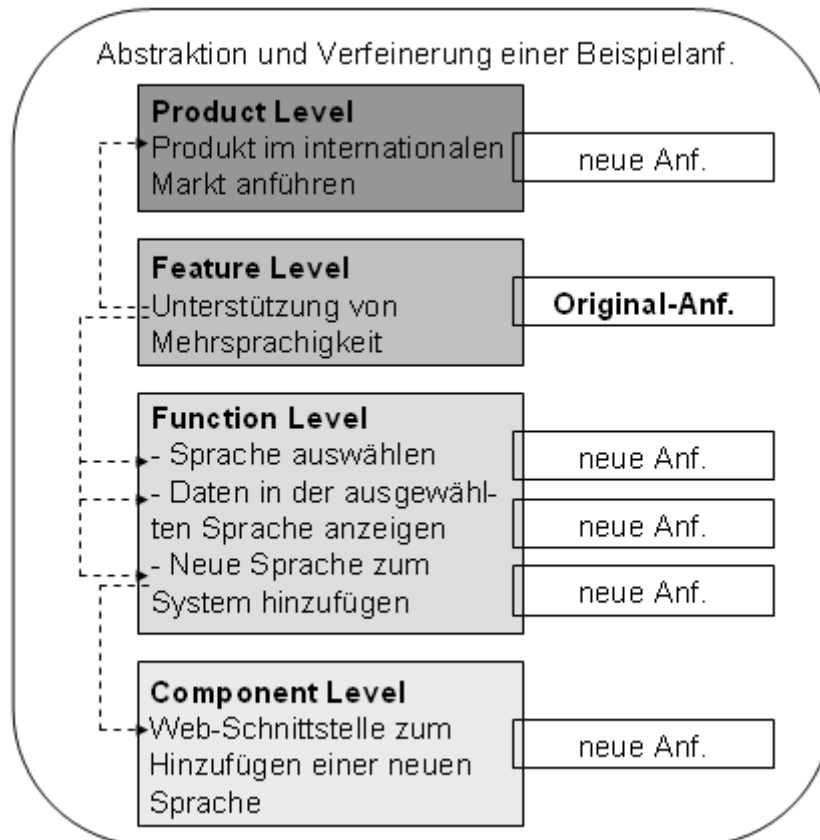 Abstraktion und Verfeinerung einer Beispielanf.
Product Level
Produkt im internationalen
Markt anführen
neue Anf.
Feature Level
Unterstützung von
Mehrsprachigkeit
Original-Anf.
Function Level
- Sprache auswählen
neue Anf.
- Daten in der ausgewähl-
ten Sprache anzeigen
neue Anf.
- Neue Sprache zum
System hinzufügen
neue Anf.
Component Level
Web-Schnittstelle zum
Hinzufügen einer neuen
Sprache
neue Anf.